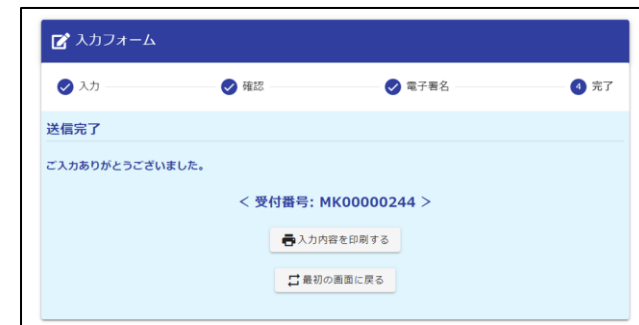 入力フォーム
入力 確認 電子署名 4 完了
送信完了
ご入力ありがとうございました。
< 受付番号: MK00000244 >
入力内容を印刷する
最初の画面に戻る